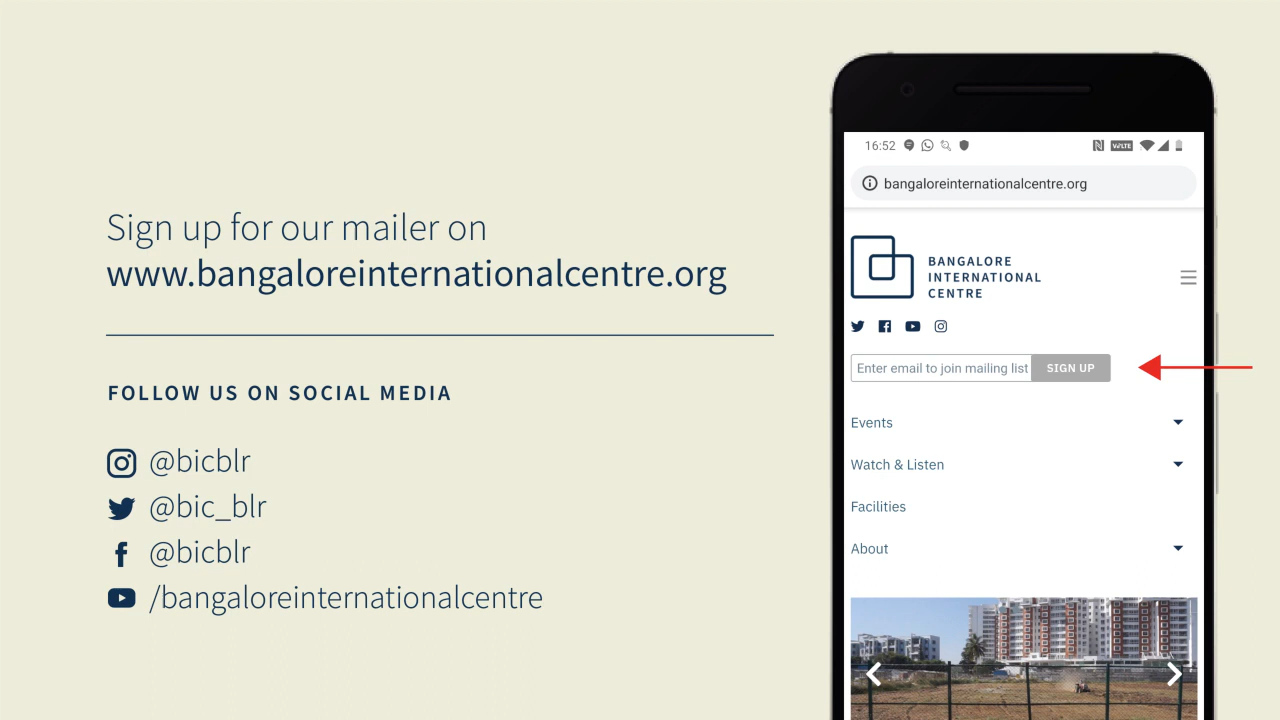 Sign up for our mailer on
www.bangaloreinternationalcentre.org
FOLLOW US ON SOCIAL MEDIA
@bicblr
@bic_blr
@bicblr
/bangaloreinternationalcentre
16:52
VoLTE
bangaloreinternationalcentre.org
BANGALORE
INTERNATIONAL
CENTRE
Enter email to join mailing list
SIGN UP
Events
Watch & Listen
Facilities
About